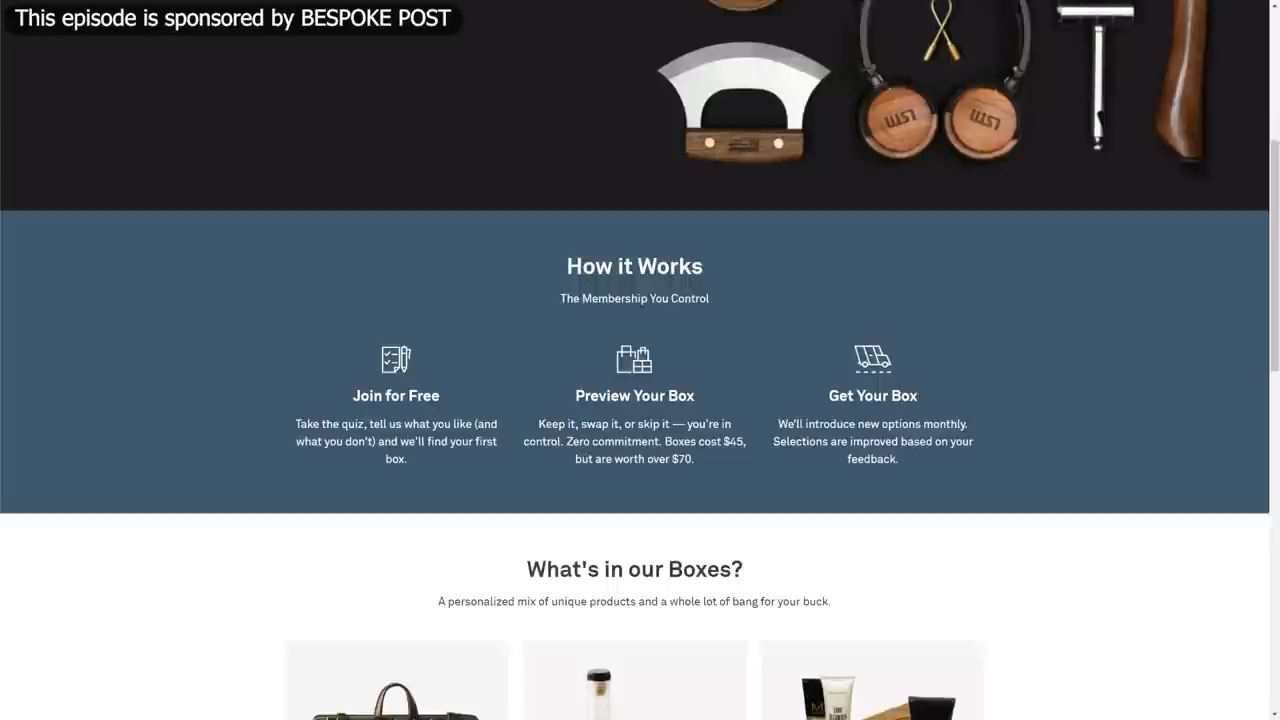 This episode is sponsored by BESPOKE POST
LSTN
LSTN
How it Works
The Membership You Control
Join for Free
Preview Your Box
Get Your Box
Take the quiz, tell us what you like (and
what you don't) and we'll find your first
box.
Keep it, swap it, or skip it — you're in
control. Zero commitment. Boxes cost $45,
but are worth over $70.
We'll introduce new options monthly.
Selections are improved based on your
feedback.
What's in our Boxes?
A personalized mix of unique products and a whole lot of bang for your buck.